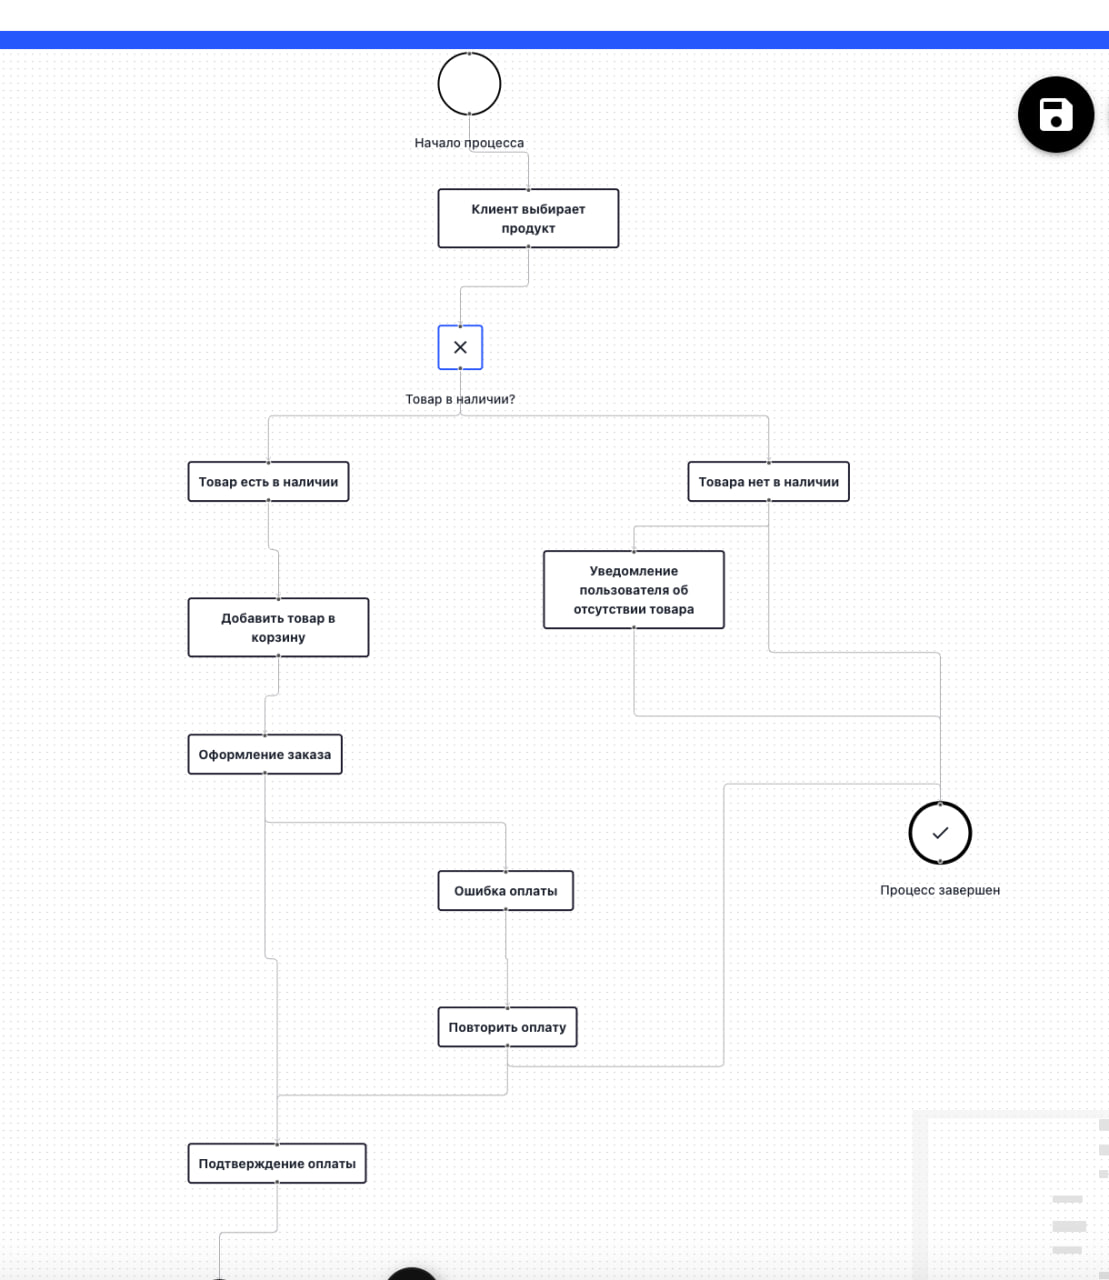 Начало процесса
Клиент выбирает
продукт
Товар в наличии?
Товар есть в наличии
Товара нет в наличии
Уведомление
пользователя об
отсутствии товара
Добавить товар в
корзину
Оформление заказа
Ошибка оплаты
Процесс завершен
Повторить оплату
Подтверждение оплаты